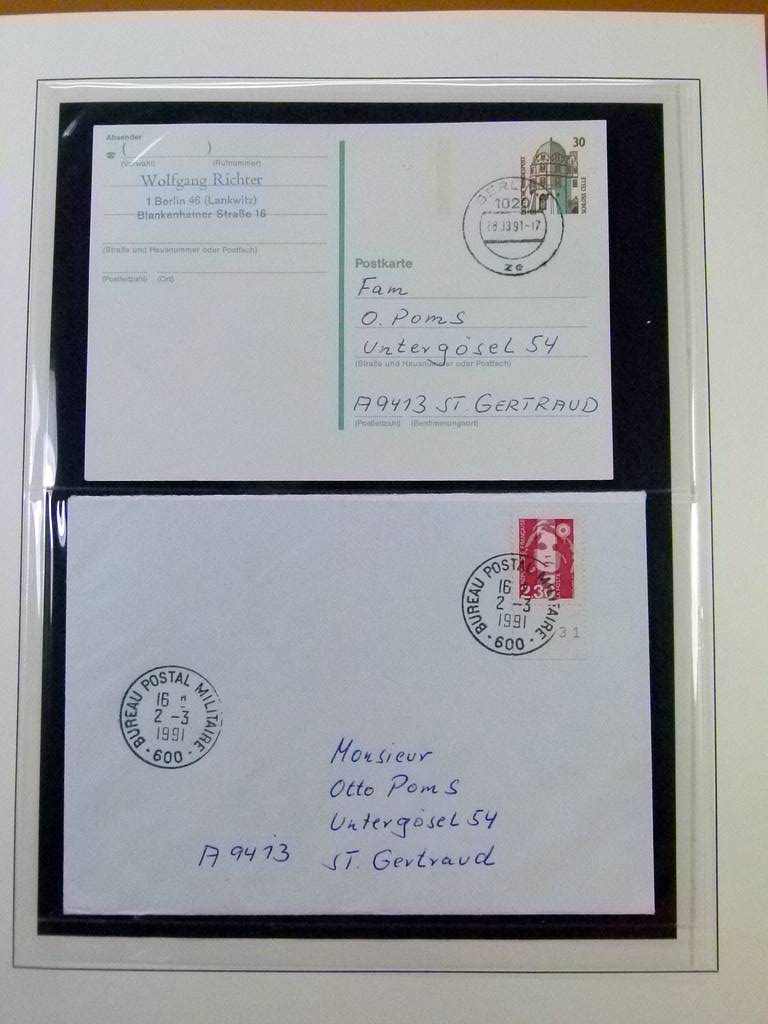 Absender
( )
(Vorwahl) (Rufnummer)
Wolfgang Richter
1 Berlin 46 (Lankwitz)
Blankenhainer Straße 16
(Straße und Hausnummer oder Postfach)
(Postleitzahl) (Ort)
30
SCHLOSS CELLE
BERLIN
1020
28.03.91-17
ze
Postkarte
Fam
O. Poms
Untergösel 54
(Straße und Hausnummer oder Postfach)
A 9413 ST. GERTRAUD
(Postleitzahl) (Bestimmungsort)
2,30
BUREAU POSTAL MILITAIRE
16
2 -3
1991
600
31
BUREAU POSTAL MILITAIRE
16 H
2 -3
1991
600
Monsieur
Otto Poms
Untergösel 54
A 9413 ST. Gertraud